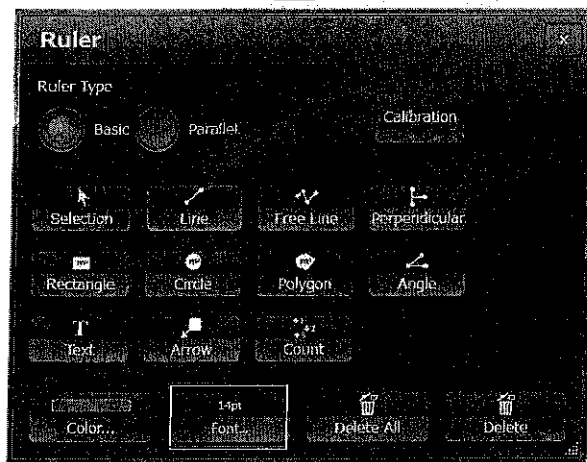 Ruler x
Ruler Type
Basic Parallel Calibration
Selection Line Free Line Perpendicular
Rectangle Circle Polygon Angle
Text Arrow Count
Color... 14pt Font... Delete All Delete